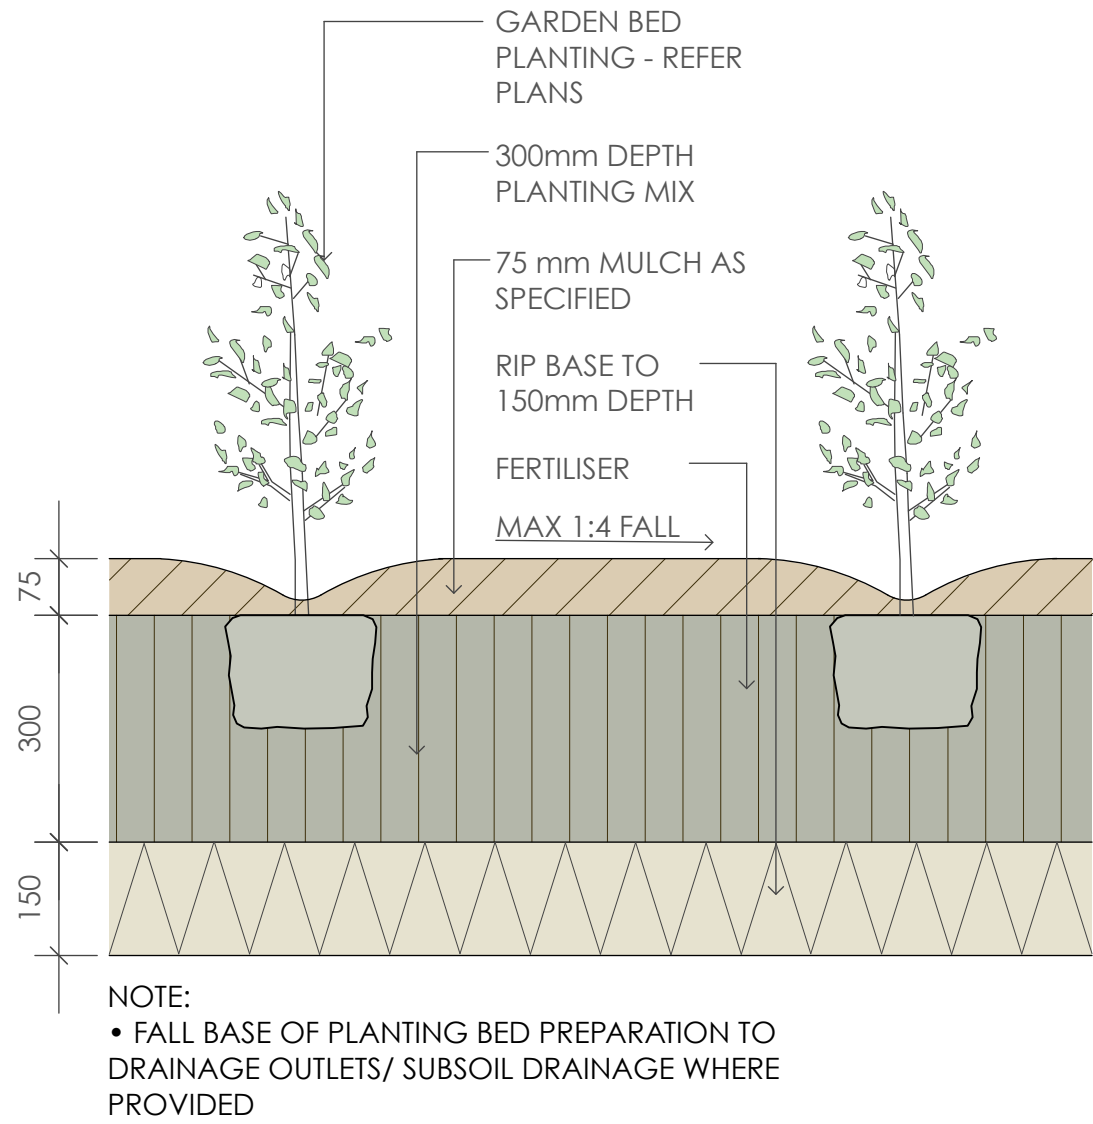 GARDEN BED
PLANTING - REFER
PLANS
300mm DEPTH
PLANTING MIX
75 mm MULCH AS
SPECIFIED
RIP BASE TO
150mm DEPTH
FERTILISER
MAX 1:4 FALL
75
300
150
NOTE:
• FALL BASE OF PLANTING BED PREPARATION TO
DRAINAGE OUTLETS/ SUBSOIL DRAINAGE WHERE
PROVIDED